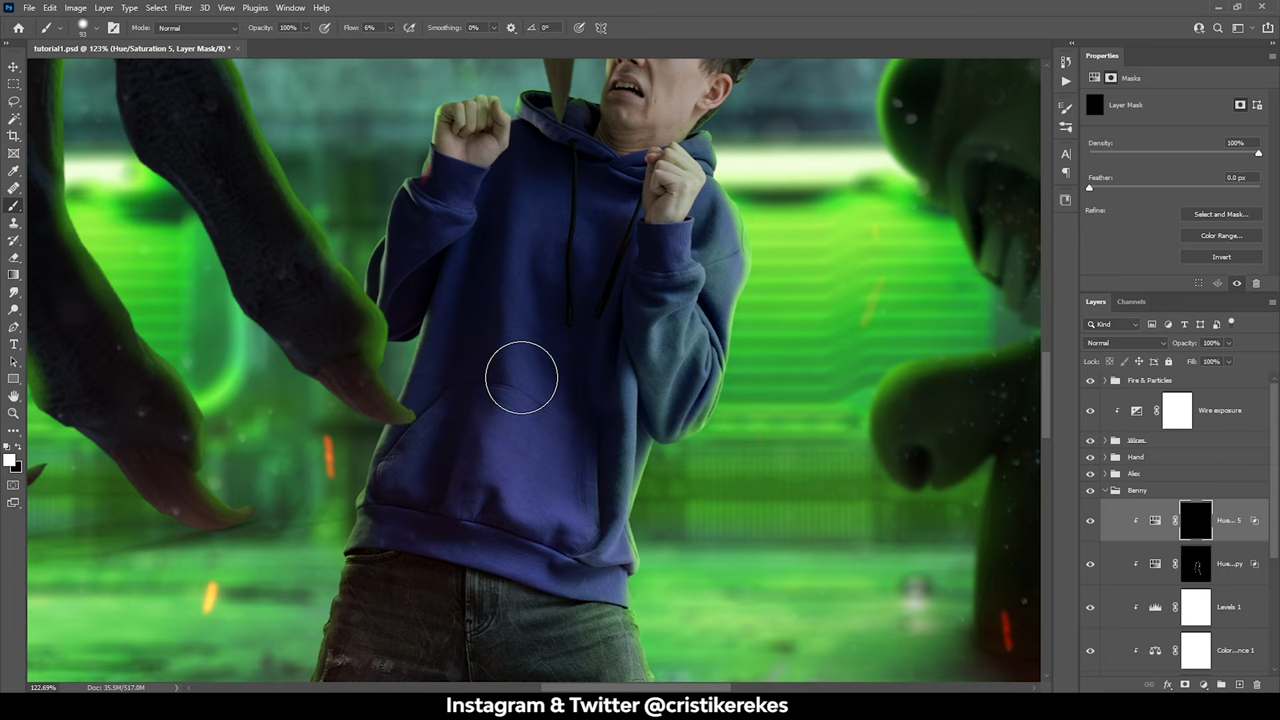 File Edit Image Layer Type Select Filter 3D View Plugins Window Help
93 Mode: Normal Opacity: 100% Flow: 6% Smoothing: 0% 0°
tutorial1.psd @ 123% (Hue/Saturation 5, Layer Mask/8) *
Properties
Masks
Layer Mask
Density: 100%
Feather: 0.0 px
Refine: Select and Mask...
Color Range...
Invert
Layers Channels
Kind
Normal Opacity: 100%
Lock: Fill: 100%
Fire & Particles
Wire exposure
Wires
Hand
Alex
Benny
Hue... 5
Hue...py
Levels 1
Color...nce 1
122.69% Doc: 35.5M/517.0M
Instagram & Twitter @cristikerekes